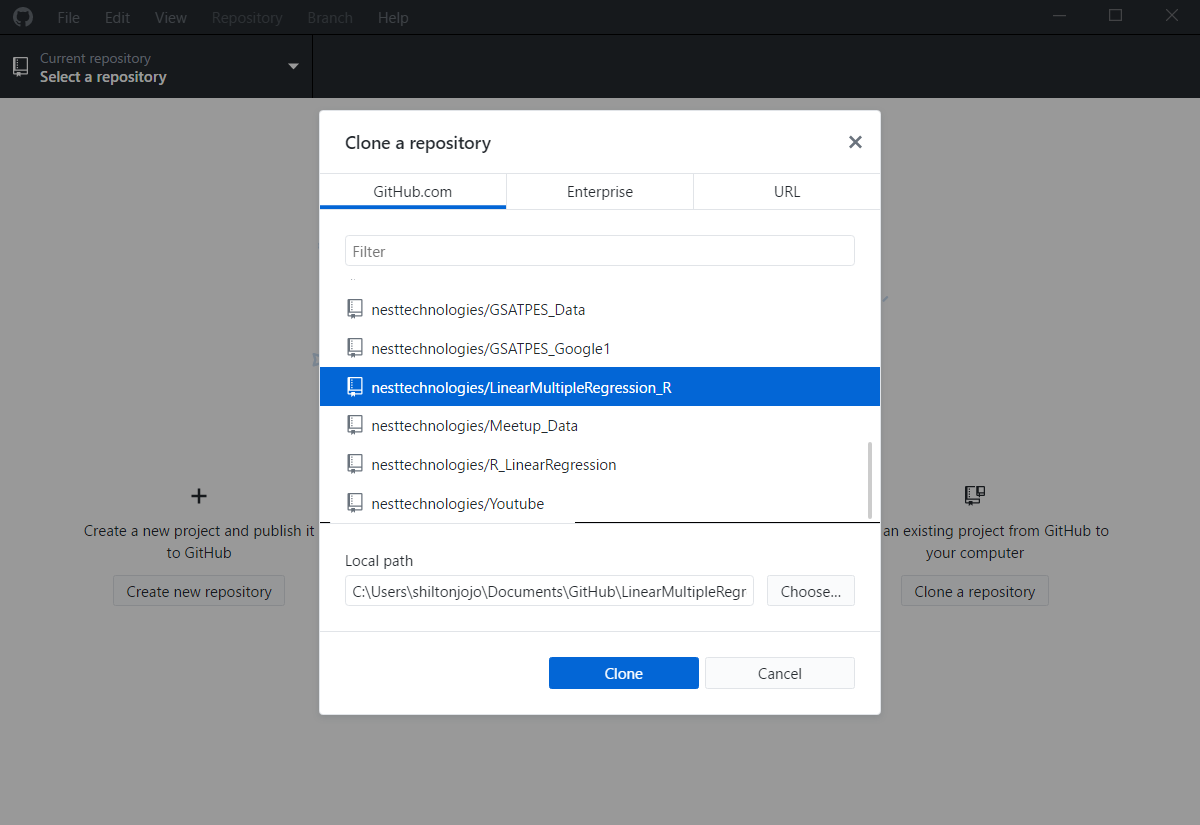 File Edit View Repository Branch Help
Current repository
Select a repository
Clone a repository
GitHub.com Enterprise URL
Filter
nesttechnologies/GSATPES_Data
nesttechnologies/GSATPES_Google1
nesttechnologies/LinearMultipleRegression_R
nesttechnologies/Meetup_Data
nesttechnologies/R_LinearRegression
nesttechnologies/Youtube
Create a new project and publish it
to GitHub
Create new repository
an existing project from GitHub to
your computer
Clone a repository
Local path
C:\Users\shiltonjojo\Documents\GitHub\LinearMultipleRegr
Choose...
Clone Cancel